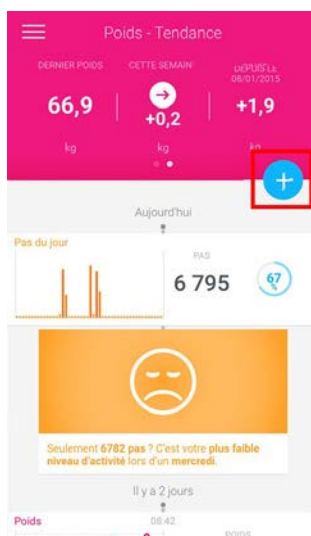 Poids - Tendance
DERNIER POIDS CETTE SEMAIN DEPUIS LE
08/01/2015
66,9 +0,2 +1,9
kg kg kg
Aujourd'hui
Pas du jour
PAS
6 795 67
%
Seulement 6782 pas ? C'est votre plus faible
niveau d'activité lors d'un mercredi.
Il y a 2 jours
Poids 08:42
POIDS